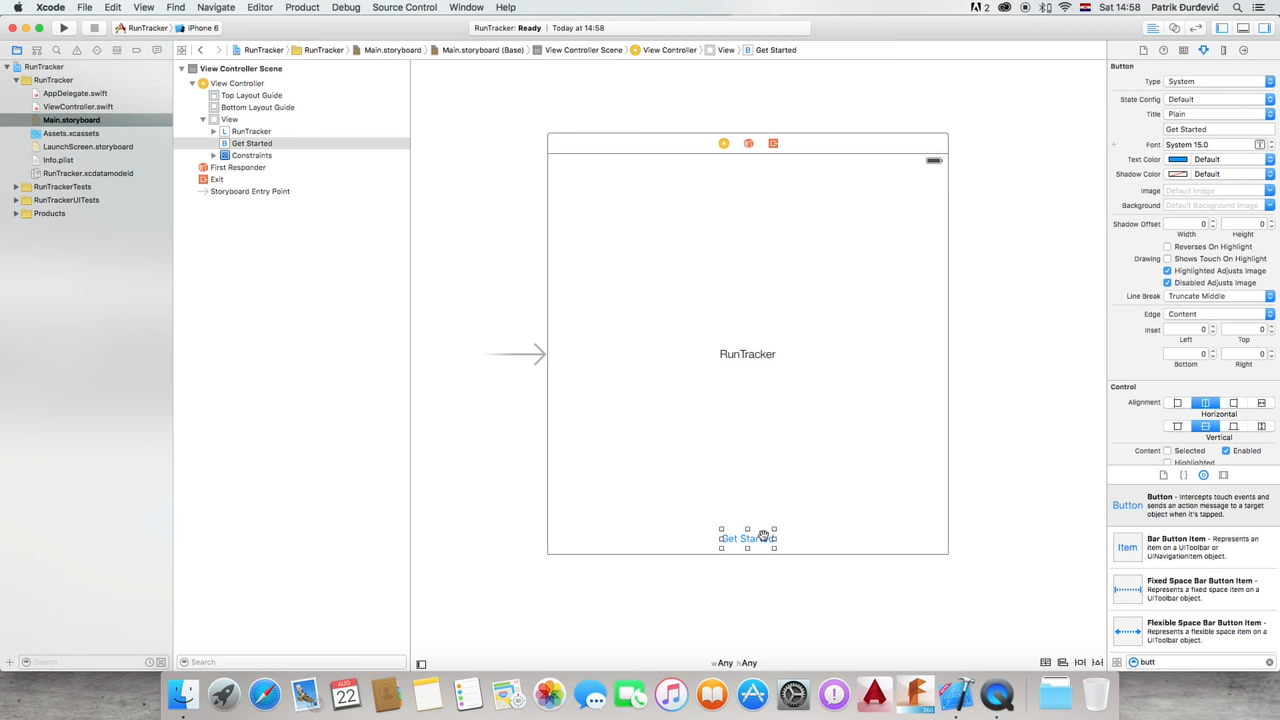 Xcode File Edit View Find Navigate Editor Product Debug Source Control Window Help
2 Sat 14:58 Patrik Đurđević
RunTracker iPhone 6
RunTracker: Ready Today at 14:58
RunTracker RunTracker Main.storyboard Main.storyboard (Base) View Controller Scene View Controller View B Get Started
RunTracker
RunTracker
AppDelegate.swift
ViewController.swift
Main.storyboard
Assets.xcassets
LaunchScreen.storyboard
Info.plist
RunTracker.xcdatamodeld
RunTrackerTests
RunTrackerUITests
Products
Search
View Controller Scene
View Controller
Top Layout Guide
Bottom Layout Guide
View
L RunTracker
B Get Started
Constraints
First Responder
Exit
Storyboard Entry Point
Search
RunTracker
Get Started
wAny hAny
Button
Type System
State Config Default
Title Plain
Get Started
Font System 15.0
Text Color Default
Shadow Color Default
Image Default Image
Background Default Background Image
Shadow Offset 0 0
Width Height
Reverses On Highlight
Drawing Shows Touch On Highlight
Highlighted Adjusts Image
Disabled Adjusts Image
Line Break Truncate Middle
Edge Content
Inset 0 0
Left Top
0 0
Bottom Right
Control
Alignment
Horizontal
Vertical
Content Selected Enabled
Highlighted
Button Button - Intercepts touch events and
sends an action message to a target
object when it's tapped.
Item Bar Button Item - Represents an
item on a UIToolbar or
UINavigationItem object.
Fixed Space Bar Button Item -
Represents a fixed space item on a
UIToolbar object.
Flexible Space Bar Button Item -
Represents a flexible space item on a
UIToolbar object.
butt
AUG
22